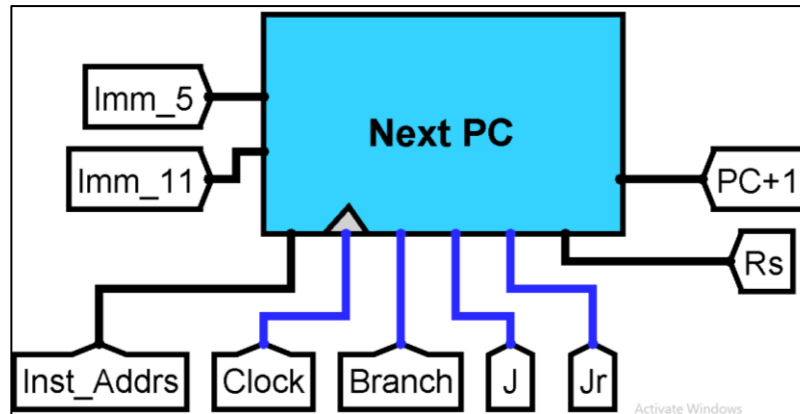 Imm_5
Next PC
Imm_11
PC+1
Rs
Inst_Addrs
Clock
Branch
J
Jr
Activate Windows